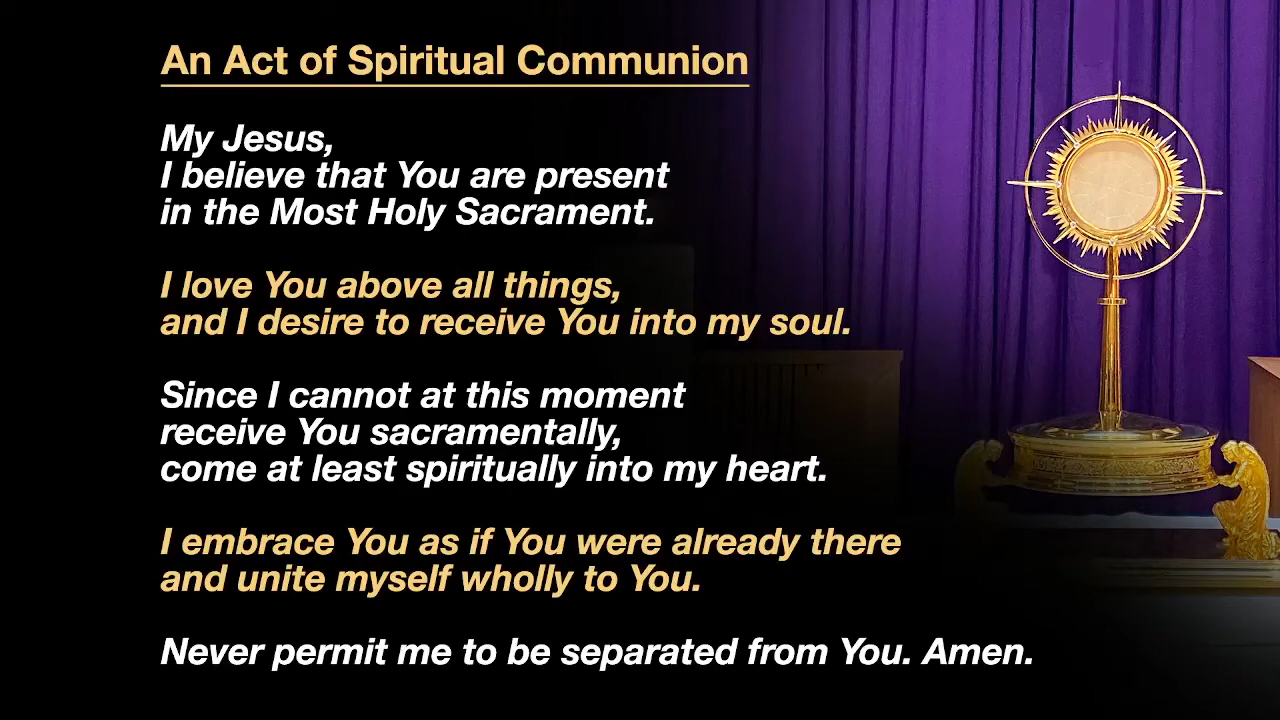 An Act of Spiritual Communion
My Jesus,
I believe that You are present
in the Most Holy Sacrament.
I love You above all things,
and I desire to receive You into my soul.
Since I cannot at this moment
receive You sacramentally,
come at least spiritually into my heart.
I embrace You as if You were already there
and unite myself wholly to You.
Never permit me to be separated from You. Amen.